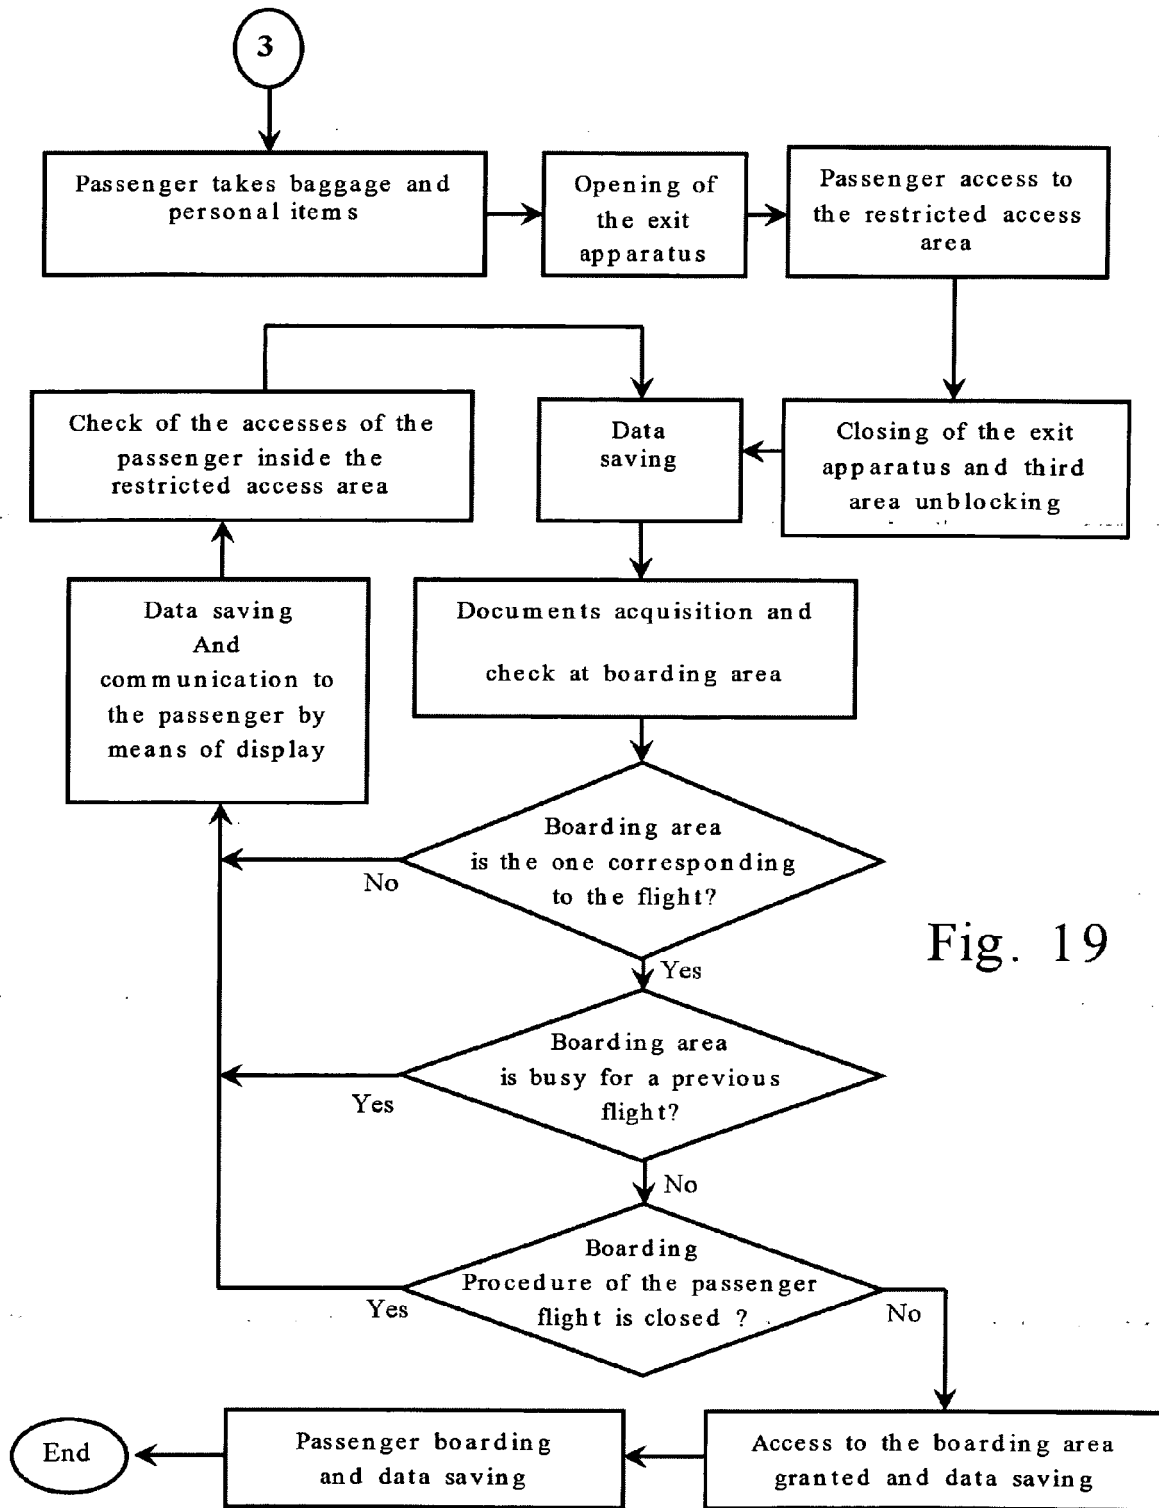 3
Passenger takes baggage and
personal items
Opening of
the exit
apparatus
Passenger access to
the restricted access
area
Check of the accesses of the
passenger inside the
restricted access area
Data
saving
Closing of the exit
apparatus and third
area unblocking
Data saving
And
communication to
the passenger by
means of display
Documents acquisition and
check at boarding area
Boarding area
is the one corresponding
to the flight?
No
Yes
Fig. 19
Boarding area
is busy for a previous
flight?
Yes
No
Boarding
Procedure of the passenger
flight is closed ?
Yes
No
End
Passenger boarding
and data saving
Access to the boarding area
granted and data saving